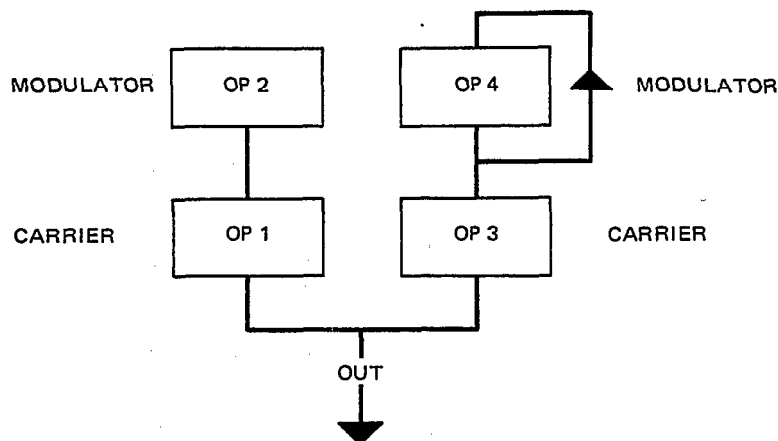 MODULATOR OP 2 OP 4 MODULATOR
CARRIER OP 1 OP 3 CARRIER
OUT